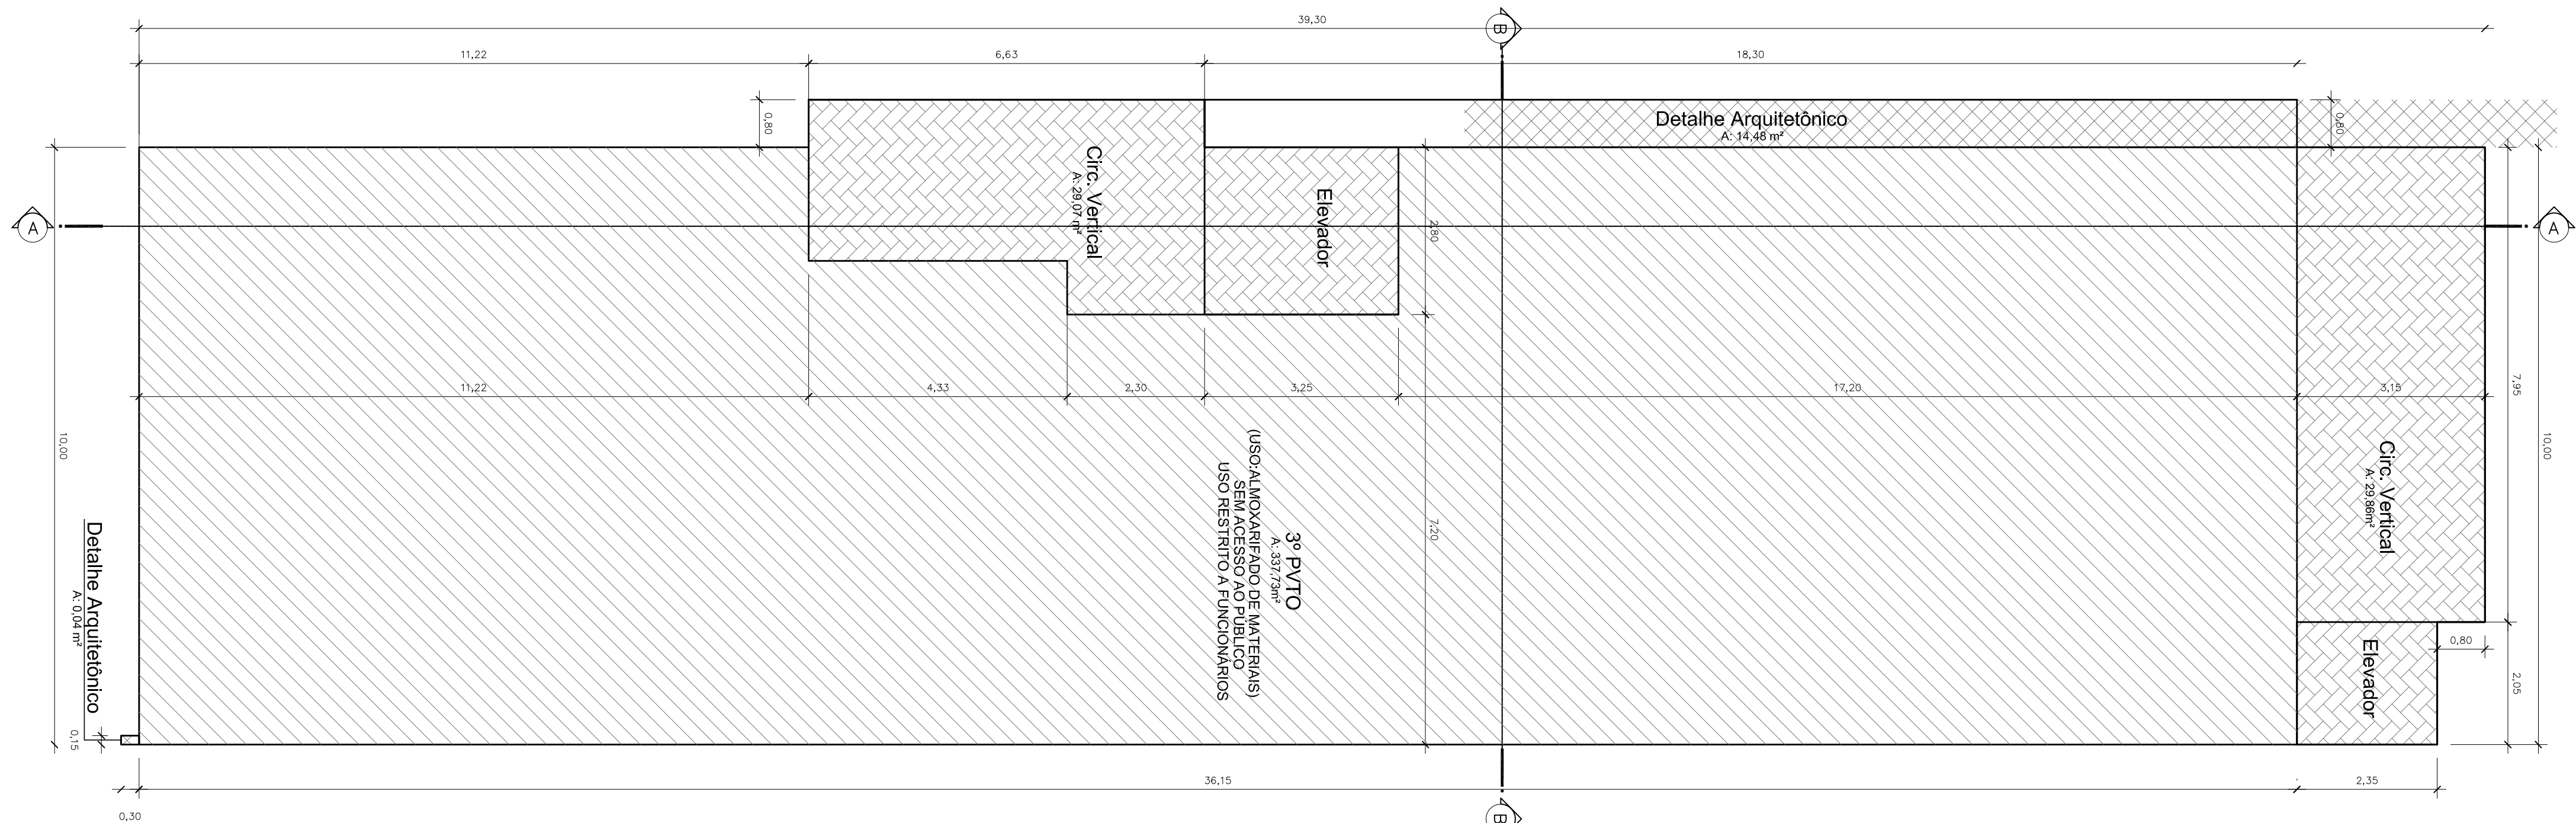 39,30
B
11,22
6,63
18,30
0,80
Detalhe Arquitetônico
A: 14,48 m²
0,80
Circ. Vertical
A: 29,07m²
Elevador
2,80
A
A
11,22
4,33
2,30
3,25
17,20
3,15
7,95
10,00
10,00
3º PVTO
A: 337,73m²
(USO:ALMOXARIFADO DE MATERIAIS)
SEM ACESSO AO PÚBLICO
USO RESTRITO A FUNCIONÁRIOS
7,20
Circ. Vertical
A: 29,86m²
Elevador
0,80
2,05
Detalhe Arquitetônico
A: 0,04 m²
0,15
36,15
2,35
0,30
B